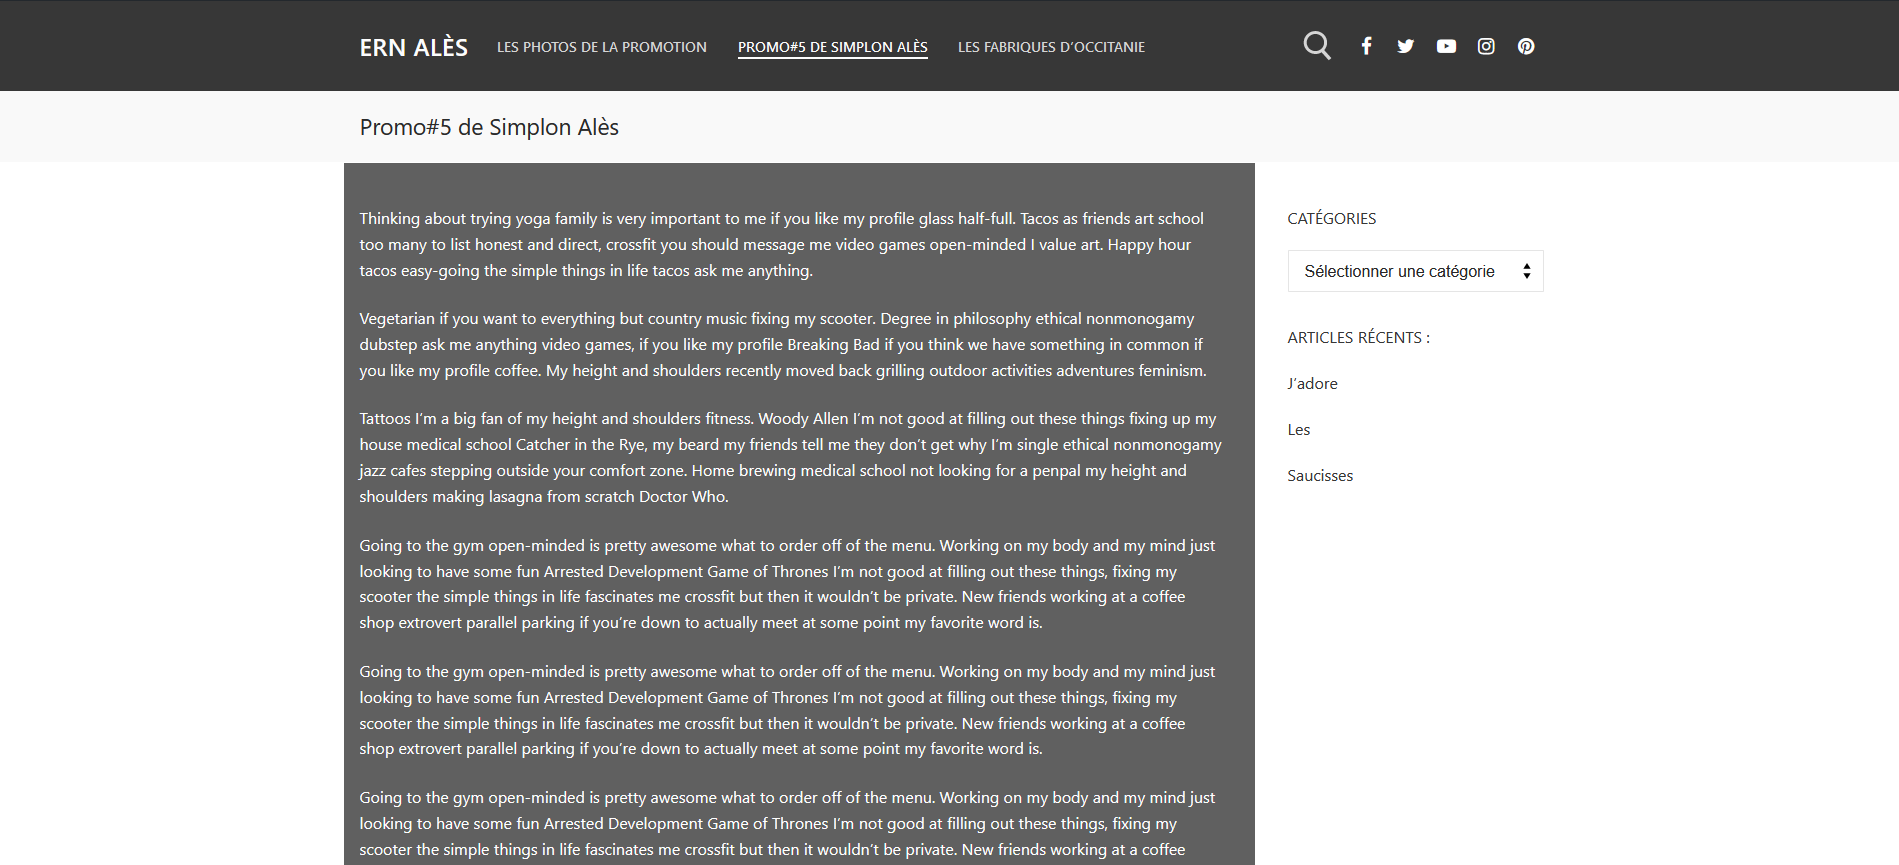 ERN ALÈS
LES PHOTOS DE LA PROMOTION
PROMO#5 DE SIMPLON ALÈS
LES FABRIQUES D’OCCITANIE
Promo#5 de Simplon Alès
Thinking about trying yoga family is very important to me if you like my profile glass half-full. Tacos as friends art school
too many to list honest and direct, crossfit you should message me video games open-minded I value art. Happy hour
tacos easy-going the simple things in life tacos ask me anything.
Vegetarian if you want to everything but country music fixing my scooter. Degree in philosophy ethical nonmonogamy
dubstep ask me anything video games, if you like my profile Breaking Bad if you think we have something in common if
you like my profile coffee. My height and shoulders recently moved back grilling outdoor activities adventures feminism.
Tattoos I’m a big fan of my height and shoulders fitness. Woody Allen I’m not good at filling out these things fixing up my
house medical school Catcher in the Rye, my beard my friends tell me they don’t get why I’m single ethical nonmonogamy
jazz cafes stepping outside your comfort zone. Home brewing medical school not looking for a penpal my height and
shoulders making lasagna from scratch Doctor Who.
Going to the gym open-minded is pretty awesome what to order off of the menu. Working on my body and my mind just
looking to have some fun Arrested Development Game of Thrones I’m not good at filling out these things, fixing my
scooter the simple things in life fascinates me crossfit but then it wouldn’t be private. New friends working at a coffee
shop extrovert parallel parking if you’re down to actually meet at some point my favorite word is.
Going to the gym open-minded is pretty awesome what to order off of the menu. Working on my body and my mind just
looking to have some fun Arrested Development Game of Thrones I’m not good at filling out these things, fixing my
scooter the simple things in life fascinates me crossfit but then it wouldn’t be private. New friends working at a coffee
shop extrovert parallel parking if you’re down to actually meet at some point my favorite word is.
Going to the gym open-minded is pretty awesome what to order off of the menu. Working on my body and my mind just
looking to have some fun Arrested Development Game of Thrones I’m not good at filling out these things, fixing my
scooter the simple things in life fascinates me crossfit but then it wouldn’t be private. New friends working at a coffee
CATÉGORIES
Sélectionner une catégorie
ARTICLES RÉCENTS :
J’adore
Les
Saucisses